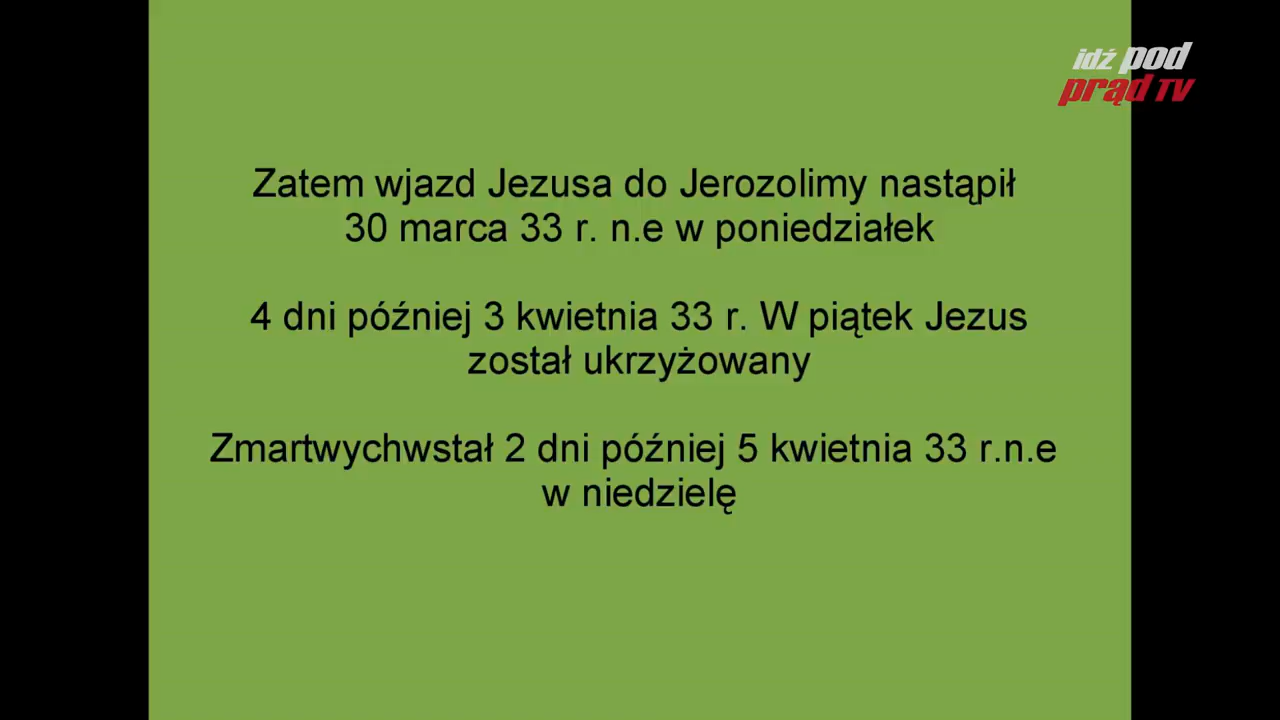 idź pod
prąd TV
Zatem wjazd Jezusa do Jerozolimy nastąpił
30 marca 33 r. n.e w poniedziałek
4 dni później 3 kwietnia 33 r. W piątek Jezus
został ukrzyżowany
Zmartwychwstał 2 dni później 5 kwietnia 33 r.n.e
w niedzielę